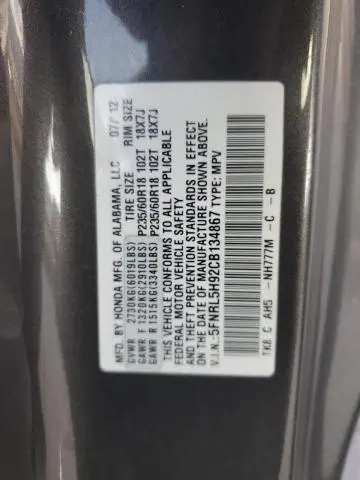 MFD. BY HONDA MFG. OF ALABAMA, LLC 07/12
GVWR 2730KG(6019LBS) TIRE SIZE RIM SIZE
GAWR F 1320KG(2910LBS) P235/60R18 102T 18X7J
GAWR R 1515KG(3340LBS) P235/60R18 102T 18X7J
THIS VEHICLE CONFORMS TO ALL APPLICABLE
FEDERAL MOTOR VEHICLE SAFETY
AND THEFT PREVENTION STANDARDS IN EFFECT ON
DATE OF MANUFACTURE SHOWN ABOVE.
V.I.N.:5FNRL5H92CB134867 TYPE: MPV
TK8 C AH5 - NH777M - C - B